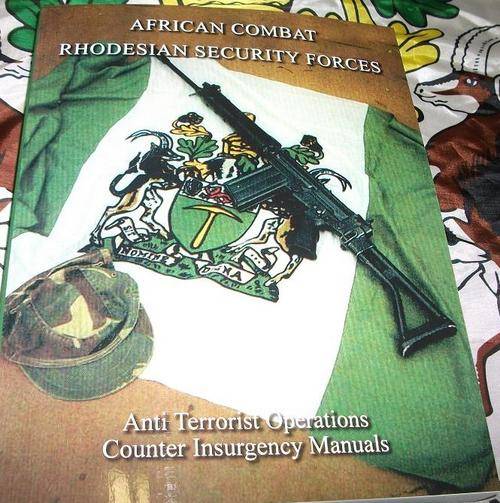 AFRICAN COMBAT
RHODESIAN SECURITY FORCES
Anti Terrorist Operations
Counter Insurgency Manuals